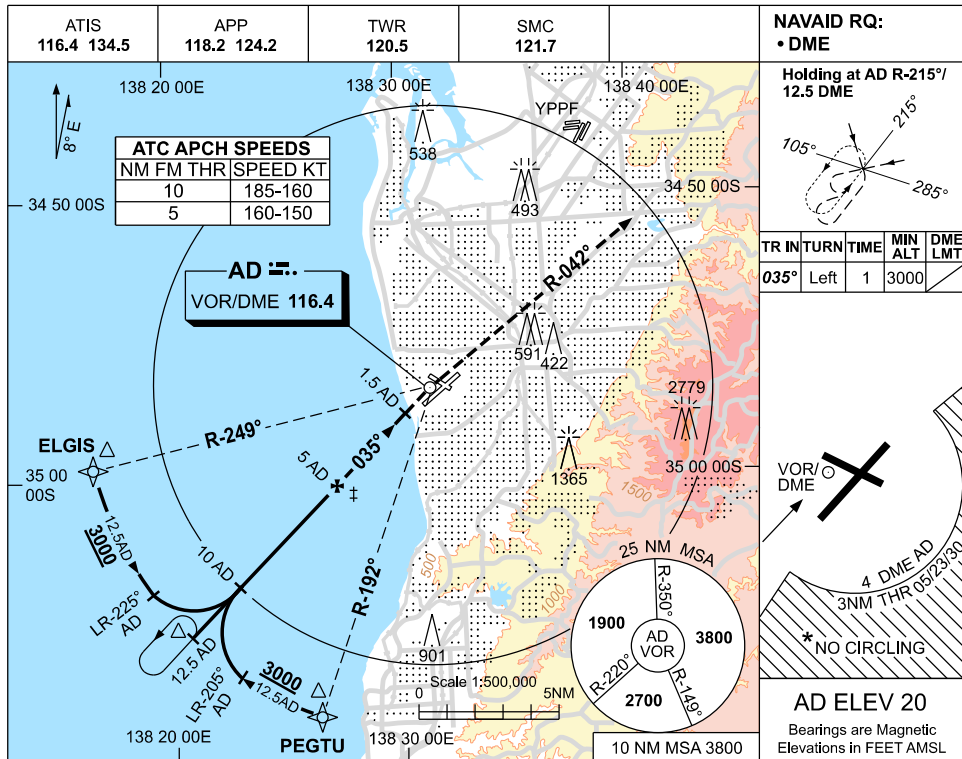 ATIS
116.4 134.5
APP
118.2 124.2
TWR
120.5
SMC
121.7
NAVAID RQ:
• DME
138 20 00E
138 30 00E
138 40 00E
8° E
ATC APCH SPEEDS
NM FM THR SPEED KT
10 185-160
5 160-150
538
YPPF
493
34 50 00S
34 50 00S
AD
VOR/DME 116.4
R-042°
591
422
2779
1.5 AD
R-249°
035°
ELGIS
5 AD
‡
35 00
00S
35 00 00S
1365
1500
12.5AD
3000
10 AD
R-192°
500
1000
LR-225°
AD
12.5 AD
LR-205°
AD
3000
12.5AD
PEGTU
901
Scale 1:500,000
0 5NM
25 NM MSA
R-350°
1900
AD
VOR
3800
R-220°
2700
R-149°
10 NM MSA 3800
138 20 00E
138 30 00E
Holding at AD R-215°/
12.5 DME
215°
105°
285°
TR IN TURN TIME MIN ALT DME LMT
035° Left 1 3000
VOR/
DME
4 DME AD
3NM THR 05/23/30
*NO CIRCLING
AD ELEV 20
Bearings are Magnetic
Elevations in FEET AMSL